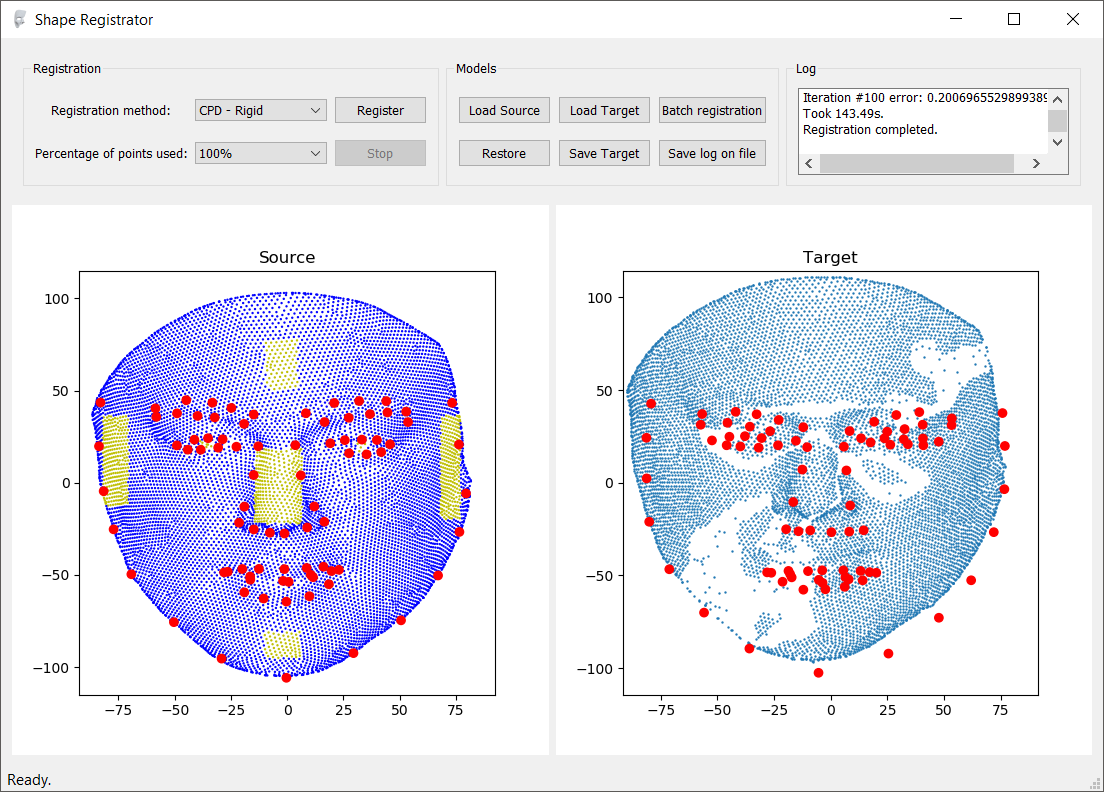 Shape Registrator
Registration
Registration method:
CPD - Rigid
Register
Percentage of points used:
100%
Stop
Models
Load Source
Load Target
Batch registration
Restore
Save Target
Save log on file
Log
Iteration #100 error: 0.2006965529899389
Took 143.49s.
Registration completed.
Source
100
50
0
−50
−100
−75
−50
−25
0
25
50
75
Target
100
50
0
−50
−100
−75
−50
−25
0
25
50
75
Ready.